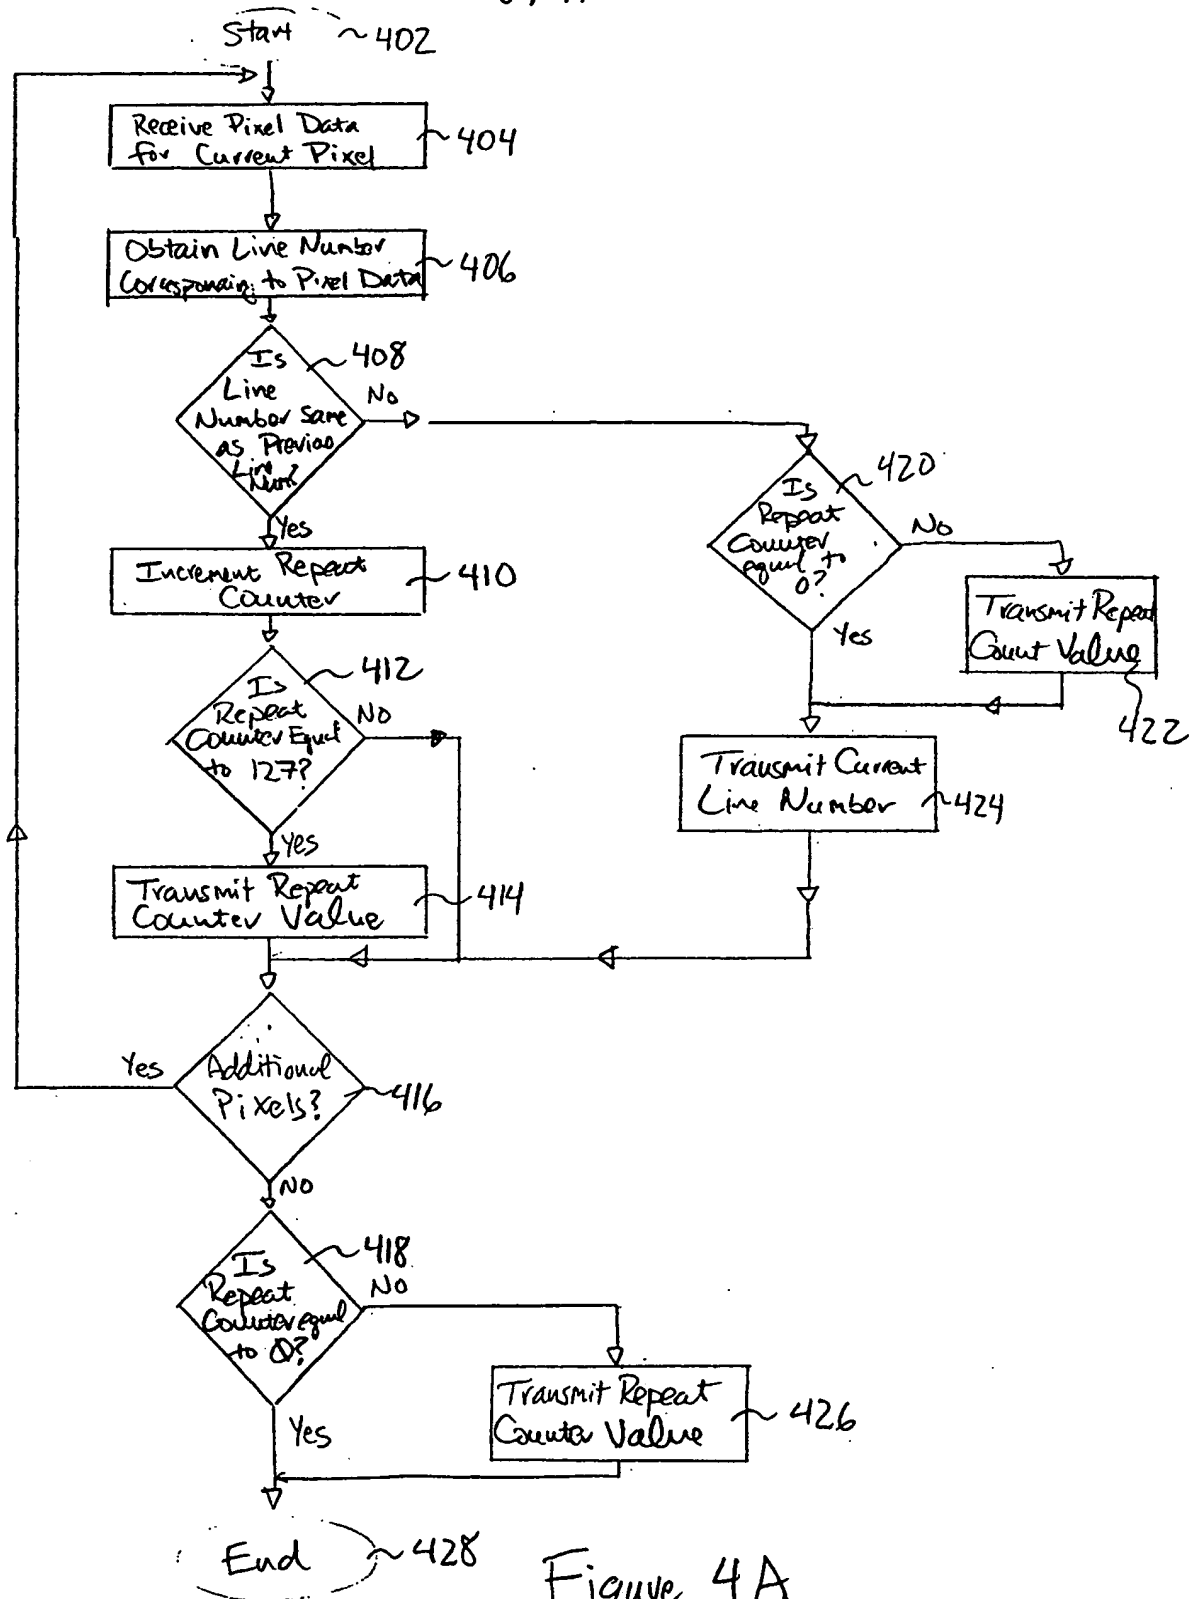 Start
402
Receive Pixel Data
for Current Pixel
404
Obtain Line Number
Corresponding to Pixel Data
406
Is
Line
Number Same
as Previou
Line
Num?
408
No
Yes
Increment Repeat
Counter
410
Is
Repeat
Counter Equal
to 127?
412
No
Yes
Transmit Repeat
Counter Value
414
Additional
Pixels?
416
Yes
No
Is
Repeat
Counter equal
to 0?
418
No
Yes
Transmit Repeat
Counter Value
426
End
428
Is
Repeat
Counter
equal to
0?
420
No
Yes
Transmit Repeat
Count Value
422
Transmit Current
Line Number
424
Figure 4A